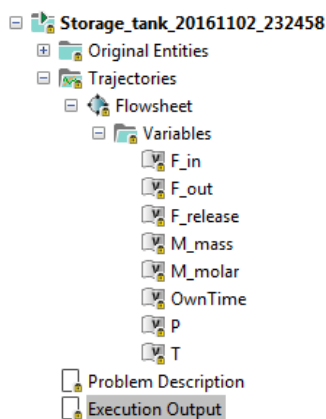 Storage_tank_20161102_232458
Original Entities
Trajectories
Flowsheet
Variables
F_in
F_out
F_release
M_mass
M_molar
OwnTime
P
T
Problem Description
Execution Output